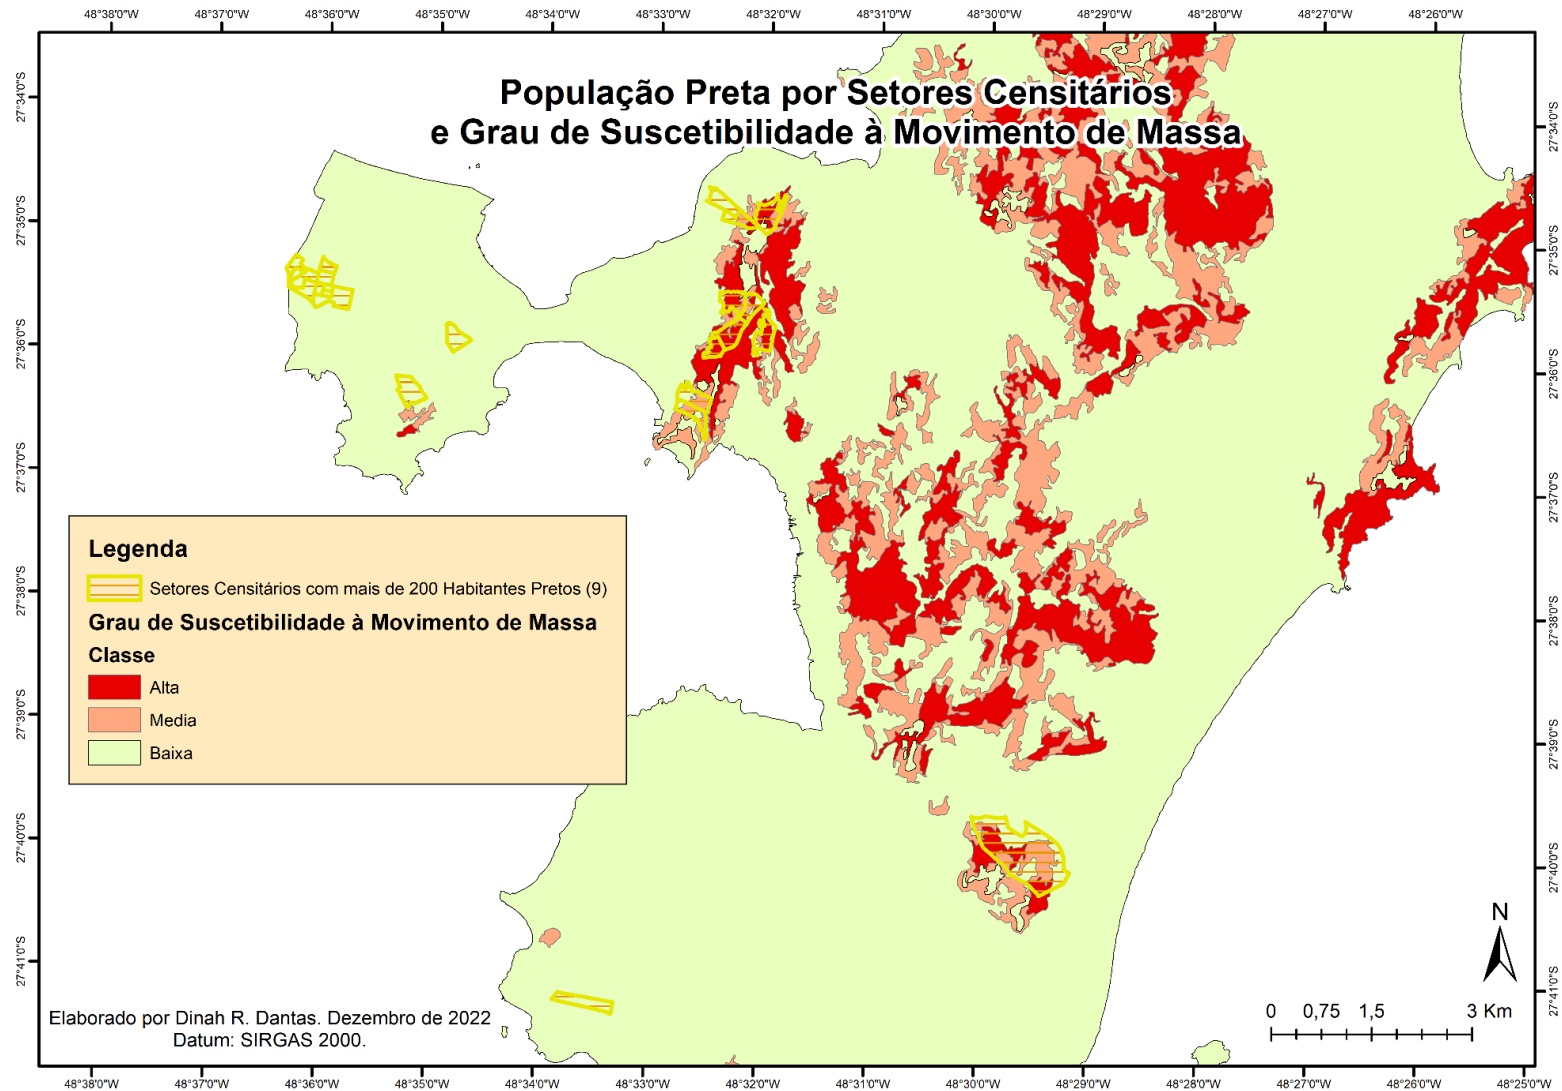 48°38'0"W 48°37'0"W 48°36'0"W 48°35'0"W 48°34'0"W 48°33'0"W 48°32'0"W 48°31'0"W 48°30'0"W 48°29'0"W 48°28'0"W 48°27'0"W 48°26'0"W
População Preta por Setores Censitários
e Grau de Suscetibilidade à Movimento de Massa
27°34'0"S
27°35'0"S
27°36'0"S
27°37'0"S
27°38'0"S
27°39'0"S
27°40'0"S
27°41'0"S
27°34'0"S
27°35'0"S
27°36'0"S
27°37'0"S
27°38'0"S
27°39'0"S
27°40'0"S
27°41'0"S
Legenda
Setores Censitários com mais de 200 Habitantes Pretos (9)
Grau de Suscetibilidade à Movimento de Massa
Classe
Alta
Media
Baixa
N
0 0,75 1,5 3 Km
Elaborado por Dinah R. Dantas. Dezembro de 2022
Datum: SIRGAS 2000.
48°38'0"W 48°37'0"W 48°36'0"W 48°35'0"W 48°34'0"W 48°33'0"W 48°32'0"W 48°31'0"W 48°30'0"W 48°29'0"W 48°28'0"W 48°27'0"W 48°26'0"W 48°25'0"W